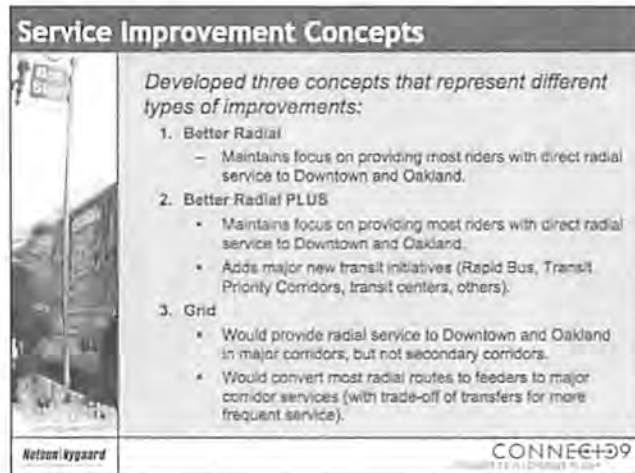 Service Improvement Concepts
Developed three concepts that represent different
types of improvements:
1. Better Radial
– Maintains focus on providing most riders with direct radial
service to Downtown and Oakland.
2. Better Radial PLUS
• Maintains focus on providing most riders with direct radial
service to Downtown and Oakland.
• Adds major new transit initiatives (Rapid Bus, Transit
Priority Corridors, transit centers, others).
3. Grid
• Would provide radial service to Downtown and Oakland
in major corridors, but not secondary corridors.
• Would convert most radial routes to feeders to major
corridor services (with trade-off of transfers for more
frequent service).
Nelson|Nygaard
CONNECT09